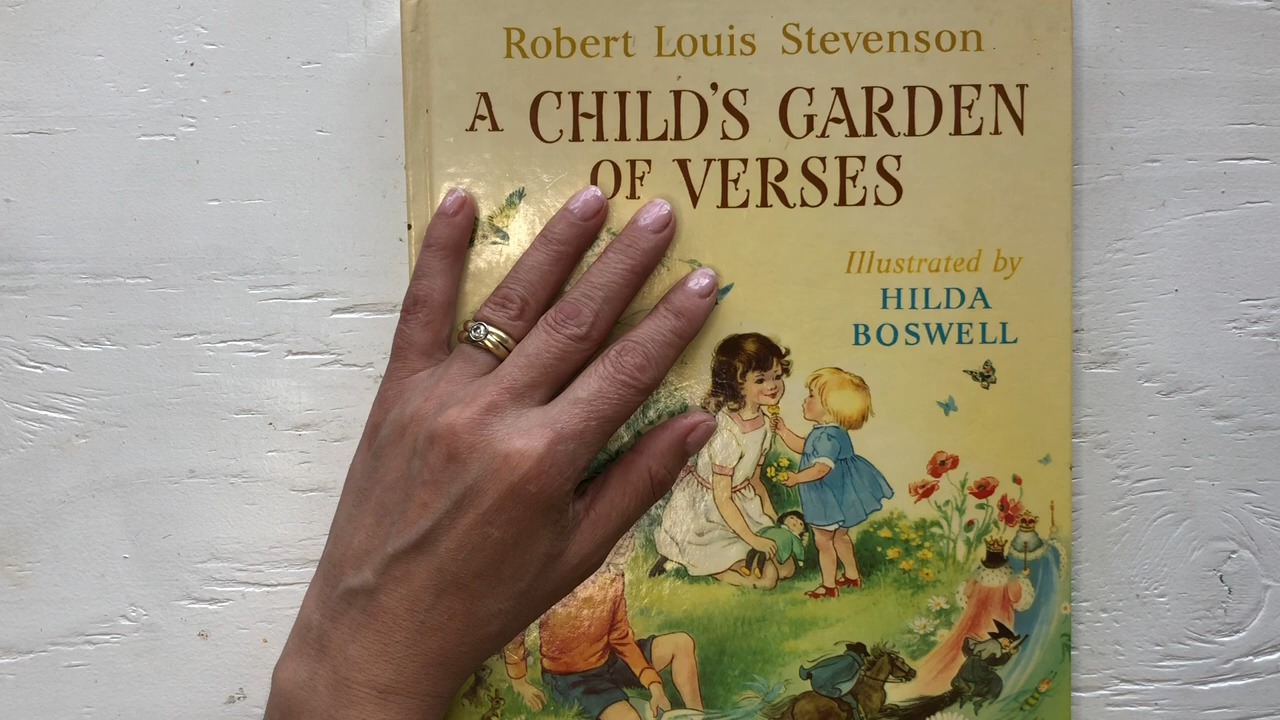 Robert Louis Stevenson
A CHILD'S GARDEN
OF VERSES
Illustrated by
HILDA
BOSWELL